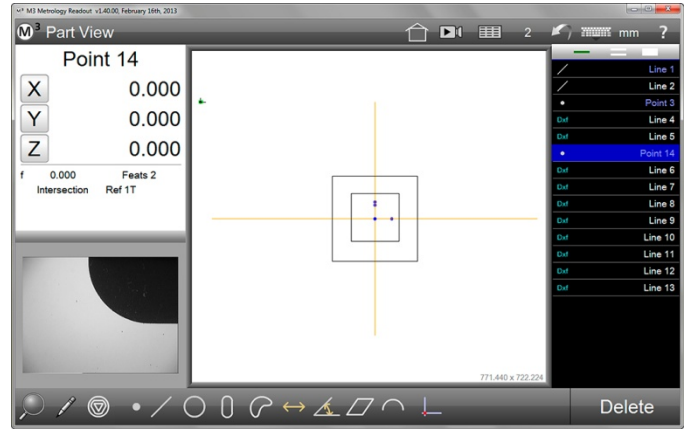 M³ M3 Metrology Readout v1.40.00, February 16th, 2013
M³ Part View
2
mm
?
Point 14
X 0.000
Y 0.000
Z 0.000
f 0.000 Feats 2
Intersection Ref 1T
771.440 x 722.224
Line 1
Line 2
Point 3
Dxf Line 4
Dxf Line 5
Point 14
Dxf Line 6
Dxf Line 7
Dxf Line 8
Dxf Line 9
Dxf Line 10
Dxf Line 11
Dxf Line 12
Dxf Line 13
Delete